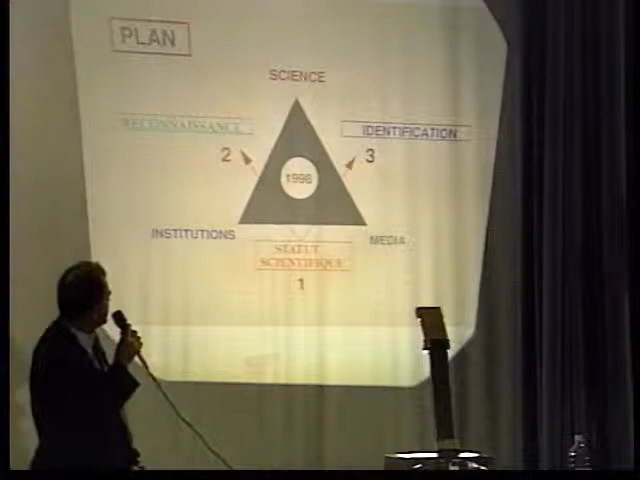 PLAN
SCIENCE
RECONNAISSANCE
IDENTIFICATION
2
3
1998
INSTITUTIONS
MEDIA
STATUT
SCIENTIFIQUE
1